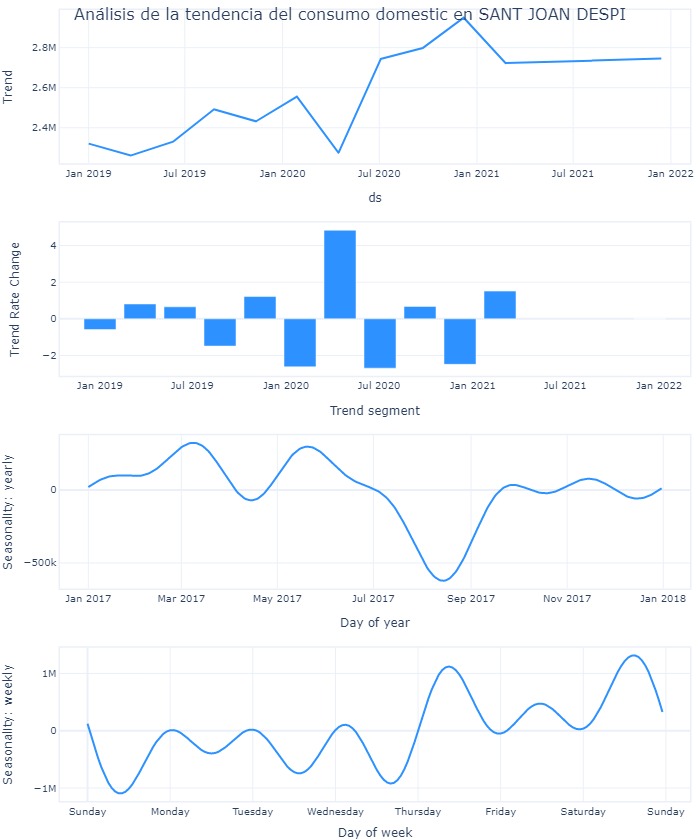 Análisis de la tendencia del consumo domestic en SANT JOAN DESPI
2.8M
2.6M
2.4M
Trend
Jan 2019 Jul 2019 Jan 2020 Jul 2020 Jan 2021 Jul 2021 Jan 2022
ds
4
2
0
−2
Trend Rate Change
Jan 2019 Jul 2019 Jan 2020 Jul 2020 Jan 2021 Jul 2021 Jan 2022
Trend segment
0
−500k
Seasonality: yearly
Jan 2017 Mar 2017 May 2017 Jul 2017 Sep 2017 Nov 2017 Jan 2018
Day of year
1M
0
−1M
Seasonality: weekly
Sunday Monday Tuesday Wednesday Thursday Friday Saturday Sunday
Day of week